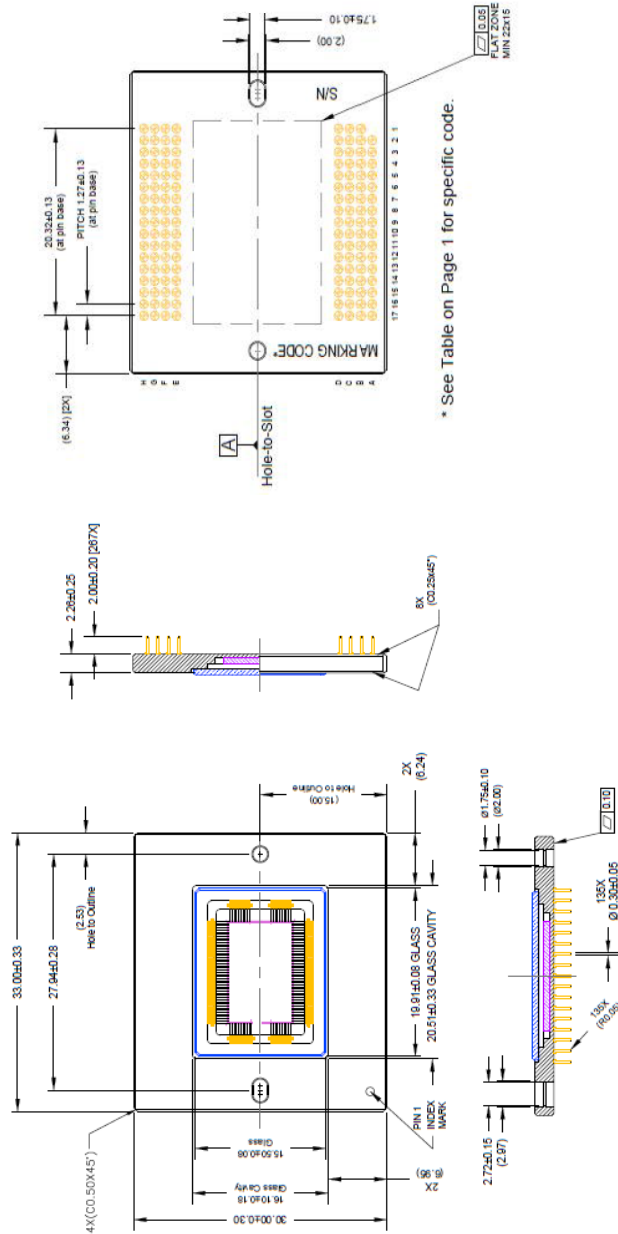 1.75±0.10
(2.00)
⏥ 0.05
FLAT ZONE
MIN 22x15
S/N
20.32±0.13
(at pin base)
PITCH 1.27±0.13
(at pin base)
(6.34) [2X]
MARKING CODE*
H
G
F
E
D
C
B
A
17 16 15 14 13 12 11 10 9 8 7 6 5 4 3 2 1
A
Hole-to-Slot
* See Table on Page 1 for specific code.
2.26±0.25
2.00±0.20 [267X]
8X
(C0.25x45°)
33.00±0.33
27.94±0.28
(2.53)
Hole to Outline
(15.00)
Hole to Outline
2X
(6.24)
4X(C0.50X45°)
19.91±0.08 GLASS
20.51±0.33 GLASS CAVITY
PIN 1
INDEX
MARK
15.50±0.08
Glass
16.10±0.18
Glass Cavity
30.00±0.30
2X
(6.95)
Ø1.75±0.10
(Ø2.00)
⏥ 0.10
135X
Ø 0.30±0.05
135X
(R0.05)
2.72±0.15
(2.97)